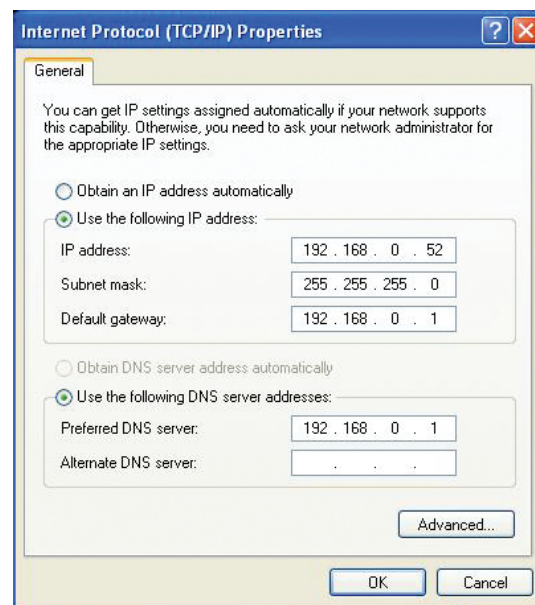 Internet Protocol (TCP/IP) Properties
General
You can get IP settings assigned automatically if your network supports
this capability. Otherwise, you need to ask your network administrator for
the appropriate IP settings.
Obtain an IP address automatically
Use the following IP address:
IP address: 192 . 168 . 0 . 52
Subnet mask: 255 . 255 . 255 . 0
Default gateway: 192 . 168 . 0 . 1
Obtain DNS server address automatically
Use the following DNS server addresses:
Preferred DNS server: 192 . 168 . 0 . 1
Alternate DNS server: . . .
Advanced...
OK Cancel